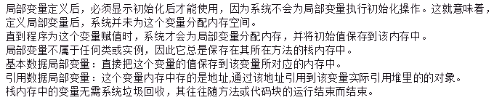 局部变量定义后，必须显示初始化后才能使用，因为系统不会为局部变量执行初始化操作。这就意味着，
定义局部变量后，系统并未为这个变量分配内存空间。
直到程序为这个变量赋值时，系统才会为局部变量分配内存，并将初始值保存到该内存中。
局部变量不属于任何类或实例，因此它总是保存在其所在方法的栈内存中。
基本数据局部变量：直接把这个变量的值保存到该变量所对应的内存中。
引用数据局部变量：这个变量内存中存的是地址,通过该地址引用到该变量实际引用堆里的的对象。
栈内存中的变量无需系统垃圾回收，其往往随方法或代码块的运行结束而结束。